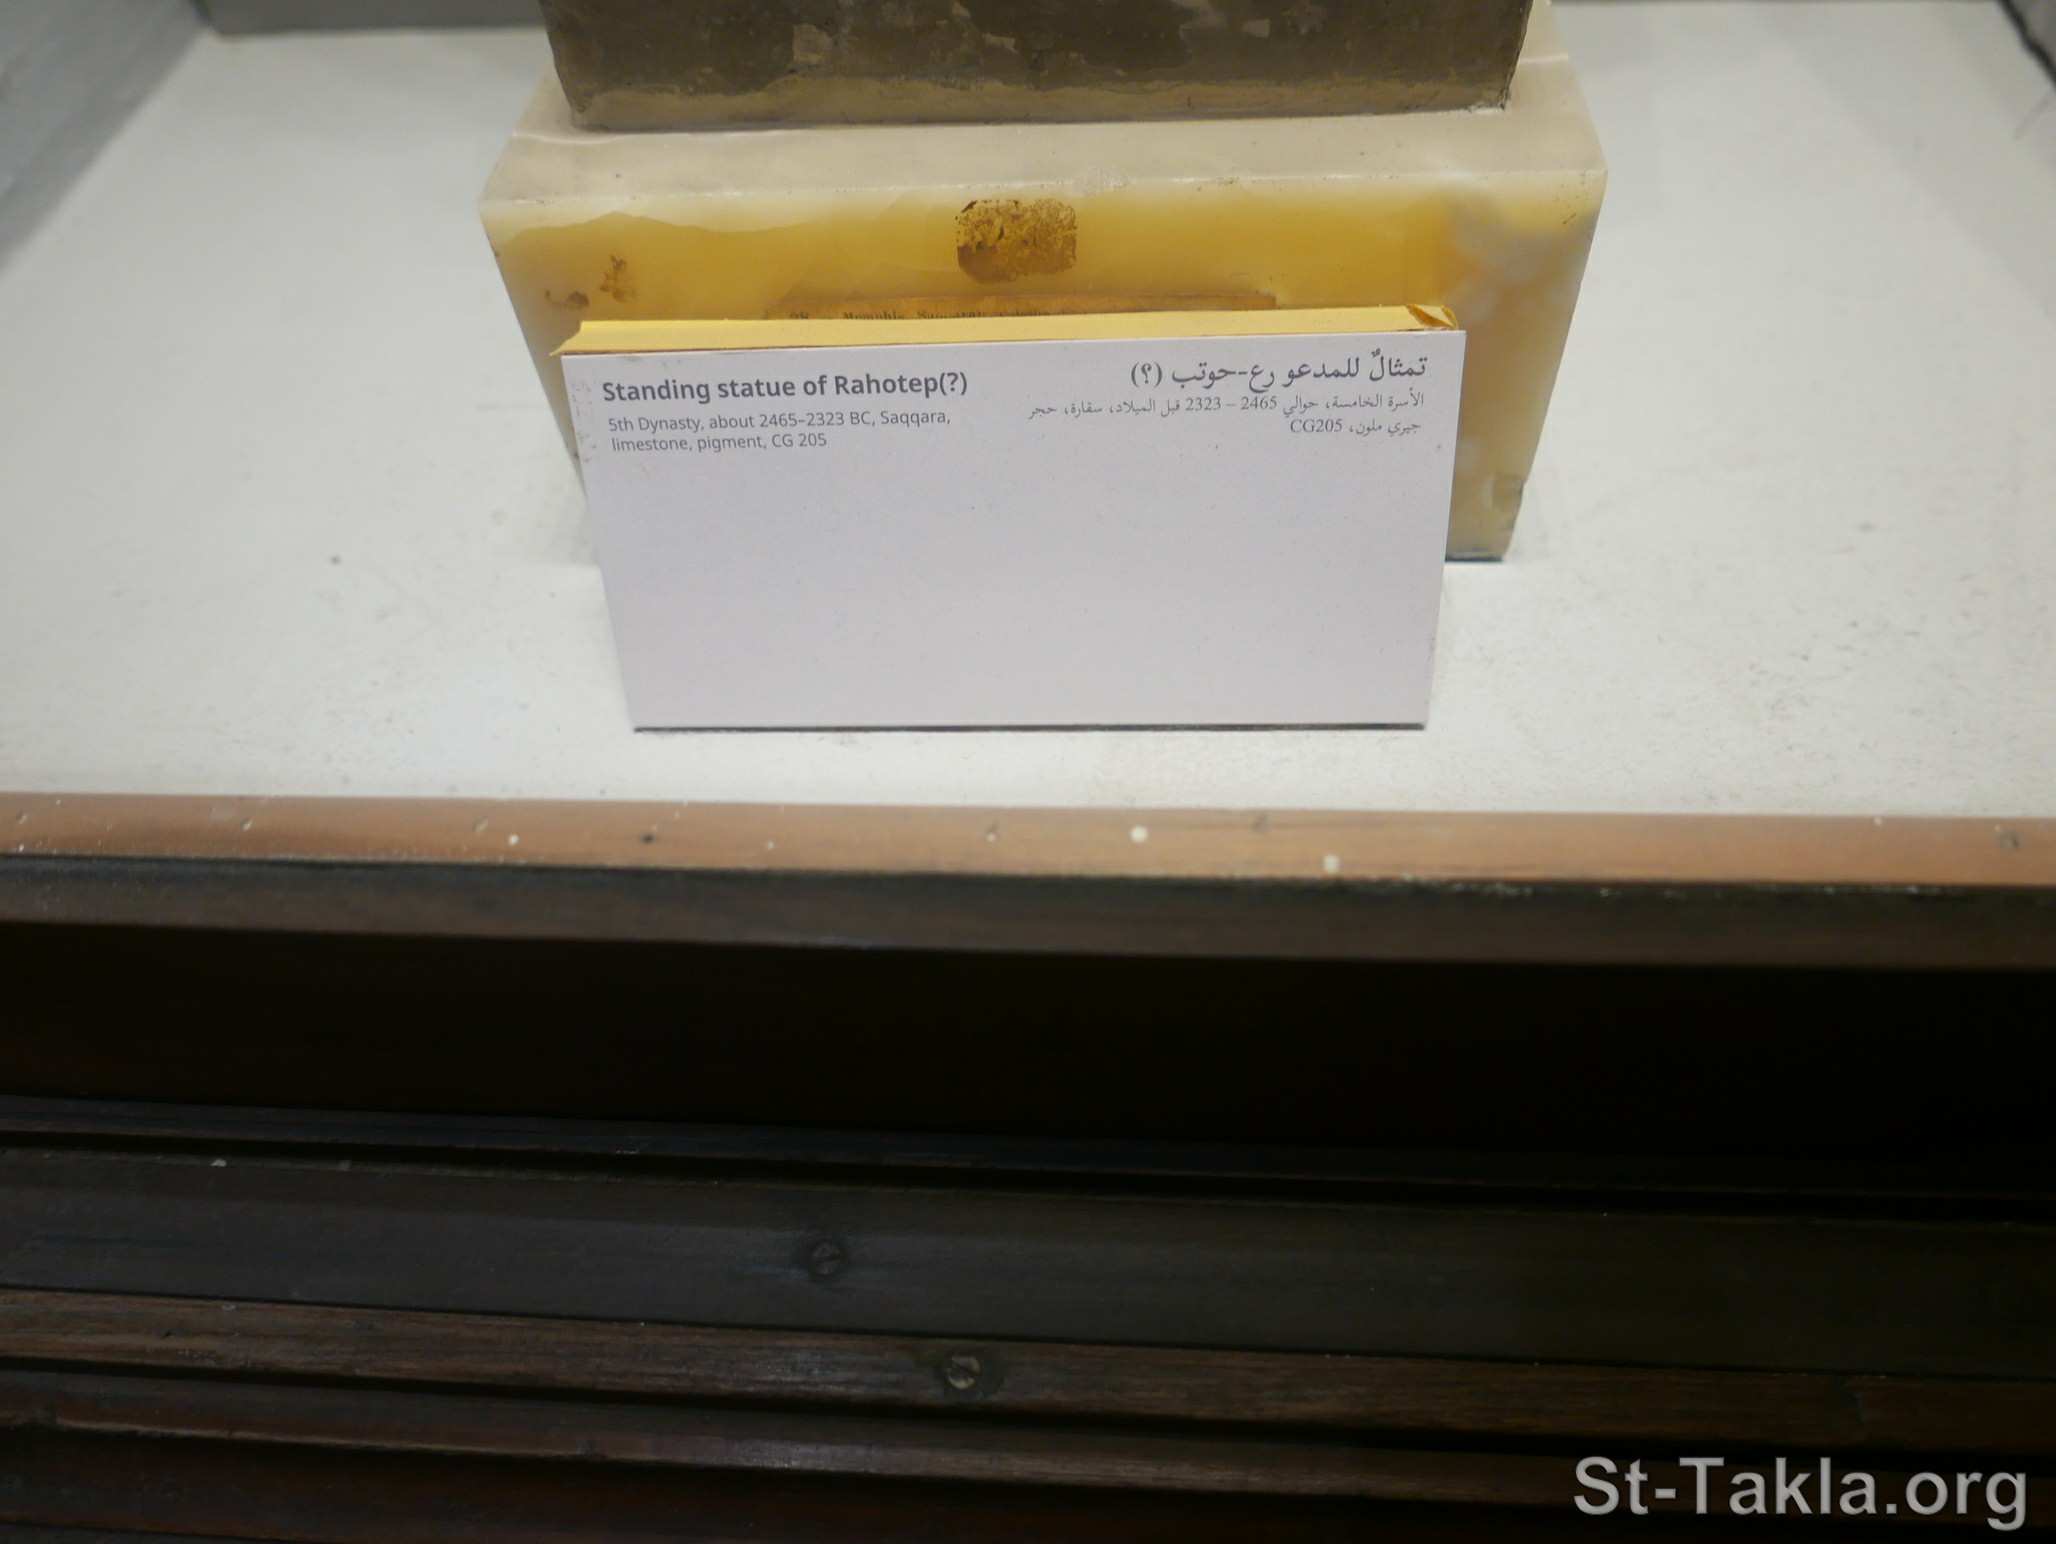 Memphis
Standing statue of Rahotep(?)
5th Dynasty, about 2465–2323 BC, Saqqara,
limestone, pigment, CG 205
تمثالٌ للمدعو رع-حوتب (؟)
الأسرة الخامسة، حوالي 2465 – 2323 قبل الميلاد، سقارة، حجر
جيري ملون، CG205
St-Takla.org